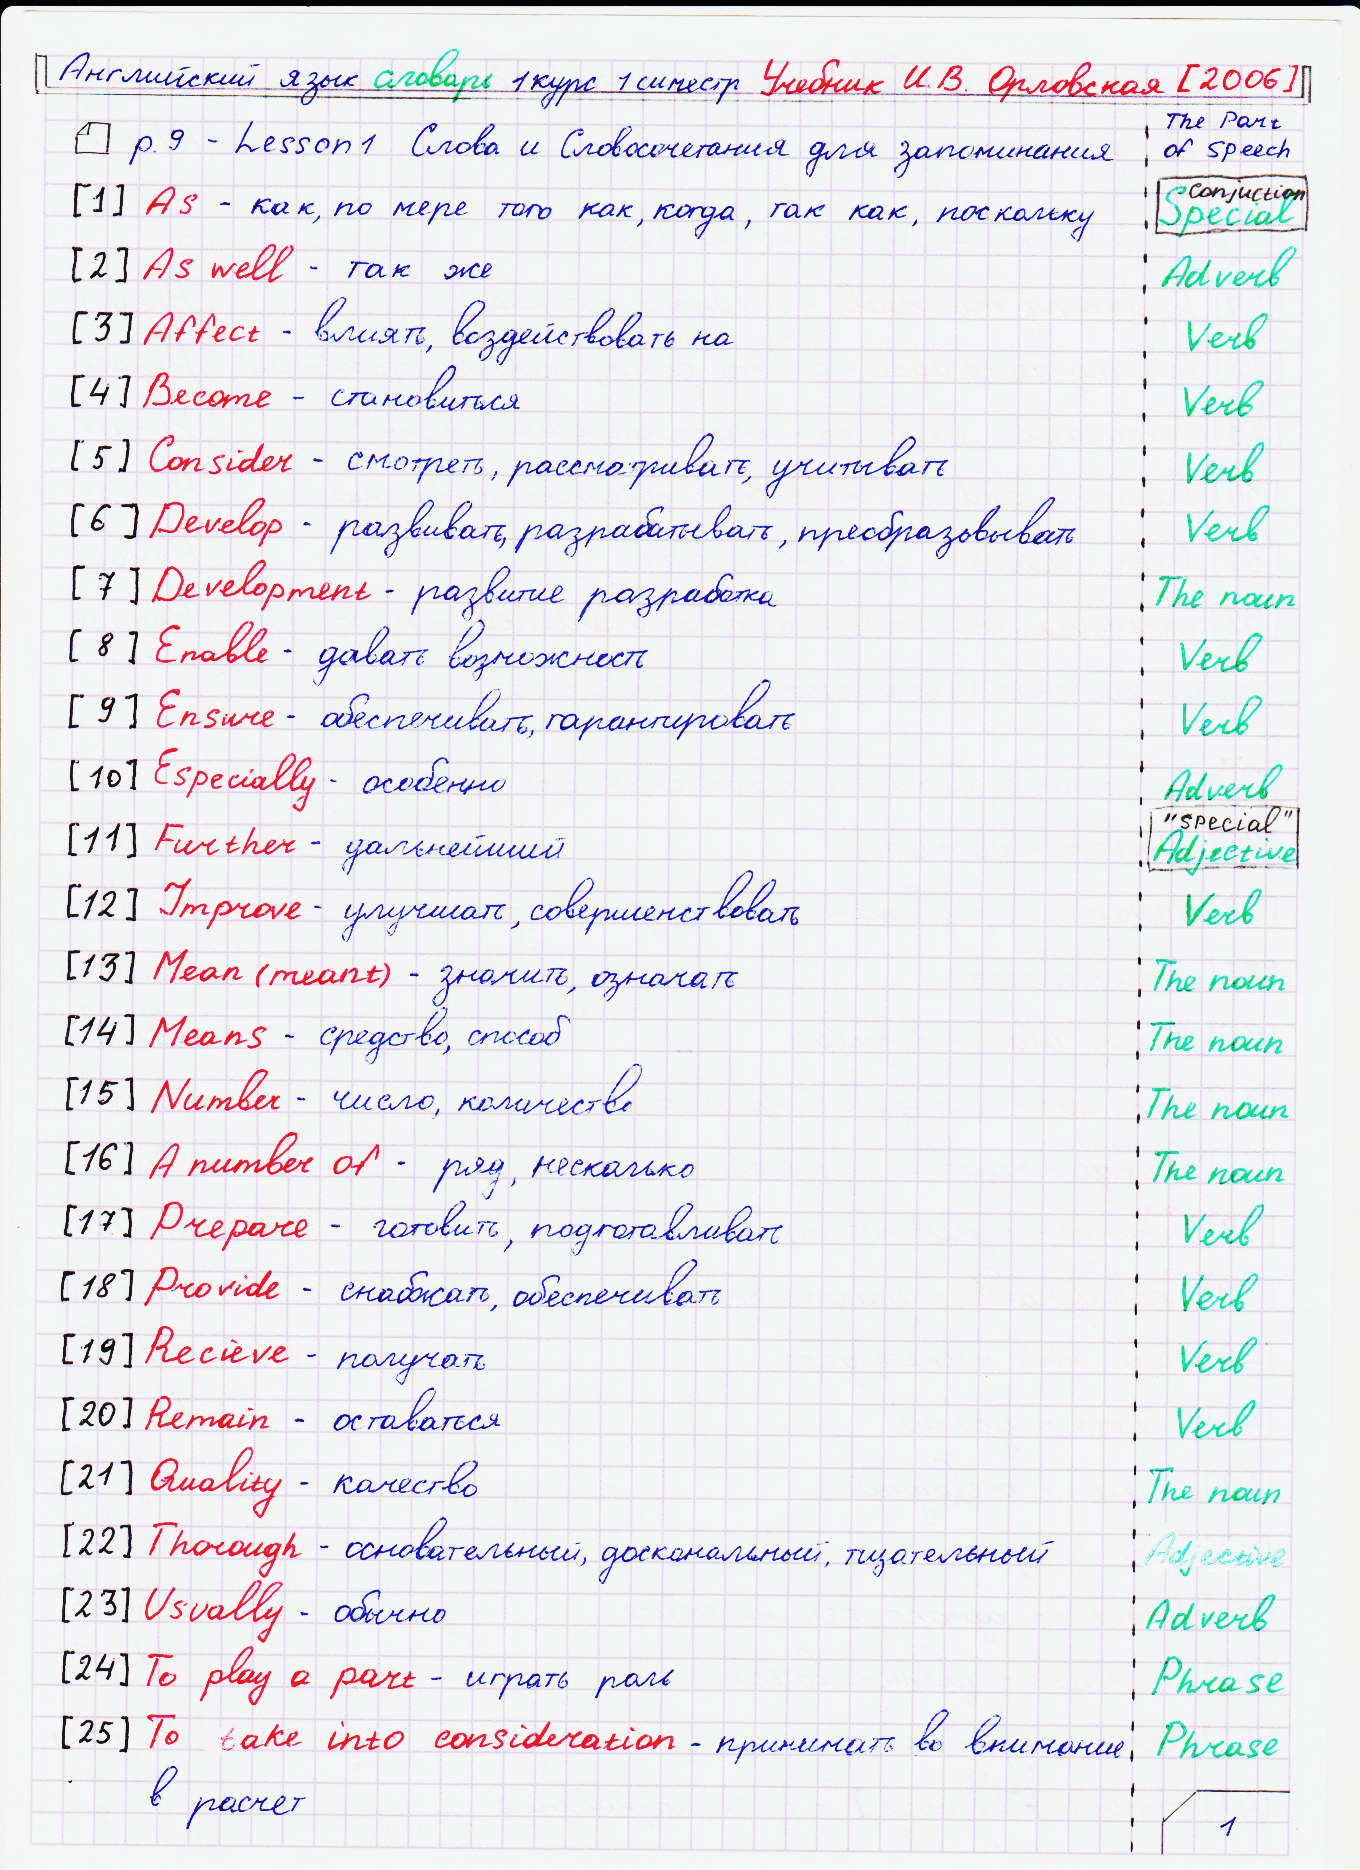 Английский язык словарь 1 курс 1 симестр Учебник И.В. Орловская [2006]
p.9 - Lesson 1 Слова и Словосочетания для запоминания The Part of speech
[1] As - как, по мере того как, когда, так как, поскольку Conjuction Special
[2] As well - так же Adverb
[3] Affect - влиять, воздействовать на Verb
[4] Become - становиться Verb
[5] Consider - смотреть, рассматривать, учитывать Verb
[6] Develop - развивать, разрабатывать, преобразовывать Verb
[7] Development - развитие разработка The noun
[8] Enable - давать возможность Verb
[9] Ensure - обеспечивать, гарантировать Verb
[10] Especially - особенно Adverb
[11] Further - дальнейший "special" Adjective
[12] Improve - улучшать, совершенствовать Verb
[13] Mean (meant) - значить, означать The noun
[14] Means - средство, способ The noun
[15] Number - число, количество The noun
[16] A number of - ряд, несколько The noun
[17] Prepare - готовить, подготавливать Verb
[18] Provide - снабжать, обеспечивать Verb
[19] Recieve - получать Verb
[20] Remain - оставаться Verb
[21] Quality - качество The noun
[22] Thorough - основательный, доскональный, тщательный Adjective
[23] Usually - обычно Adverb
[24] To play a part - играть роль Phrase
[25] To take into consideration - принимать во внимание, Phrase
в расчет
1